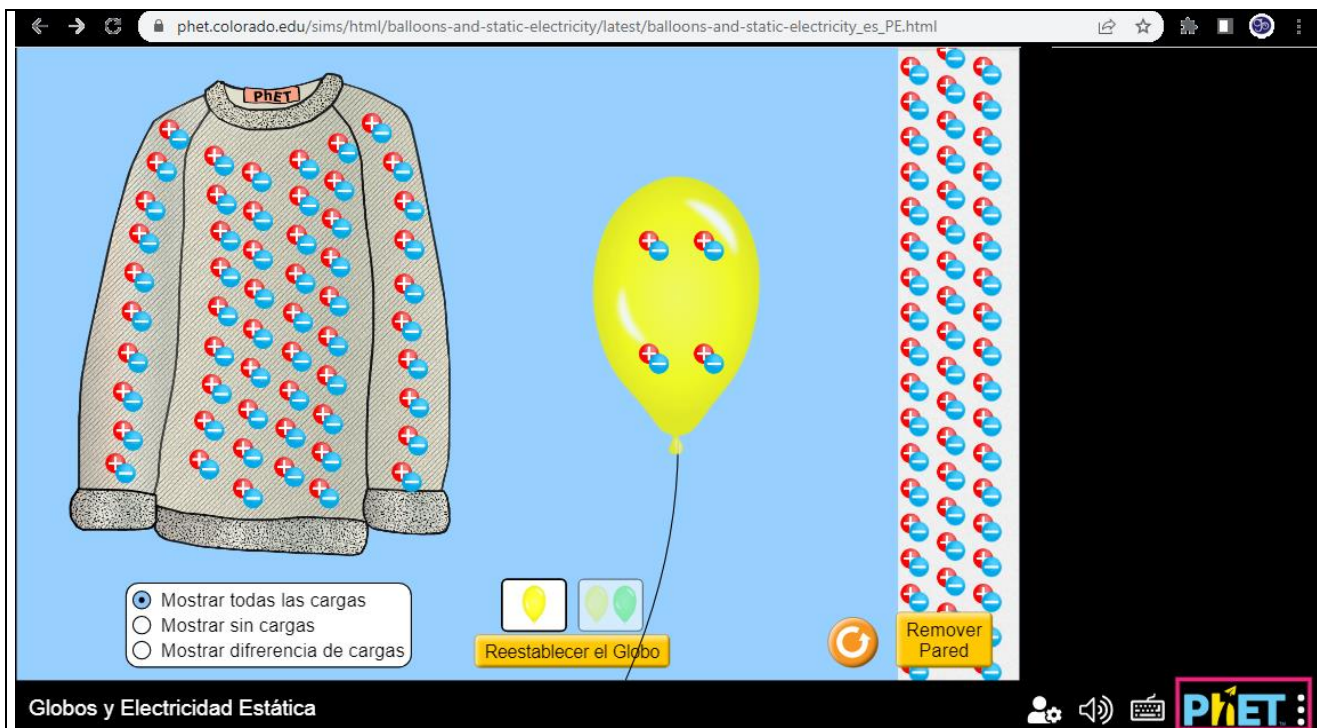 phet.colorado.edu/sims/html/balloons-and-static-electricity/latest/balloons-and-static-electricity_es_PE.html
PhET
Mostrar todas las cargas
Mostrar sin cargas
Mostrar difrerencia de cargas
Reestablecer el Globo
Remover
Pared
Globos y Electricidad Estática
PhET